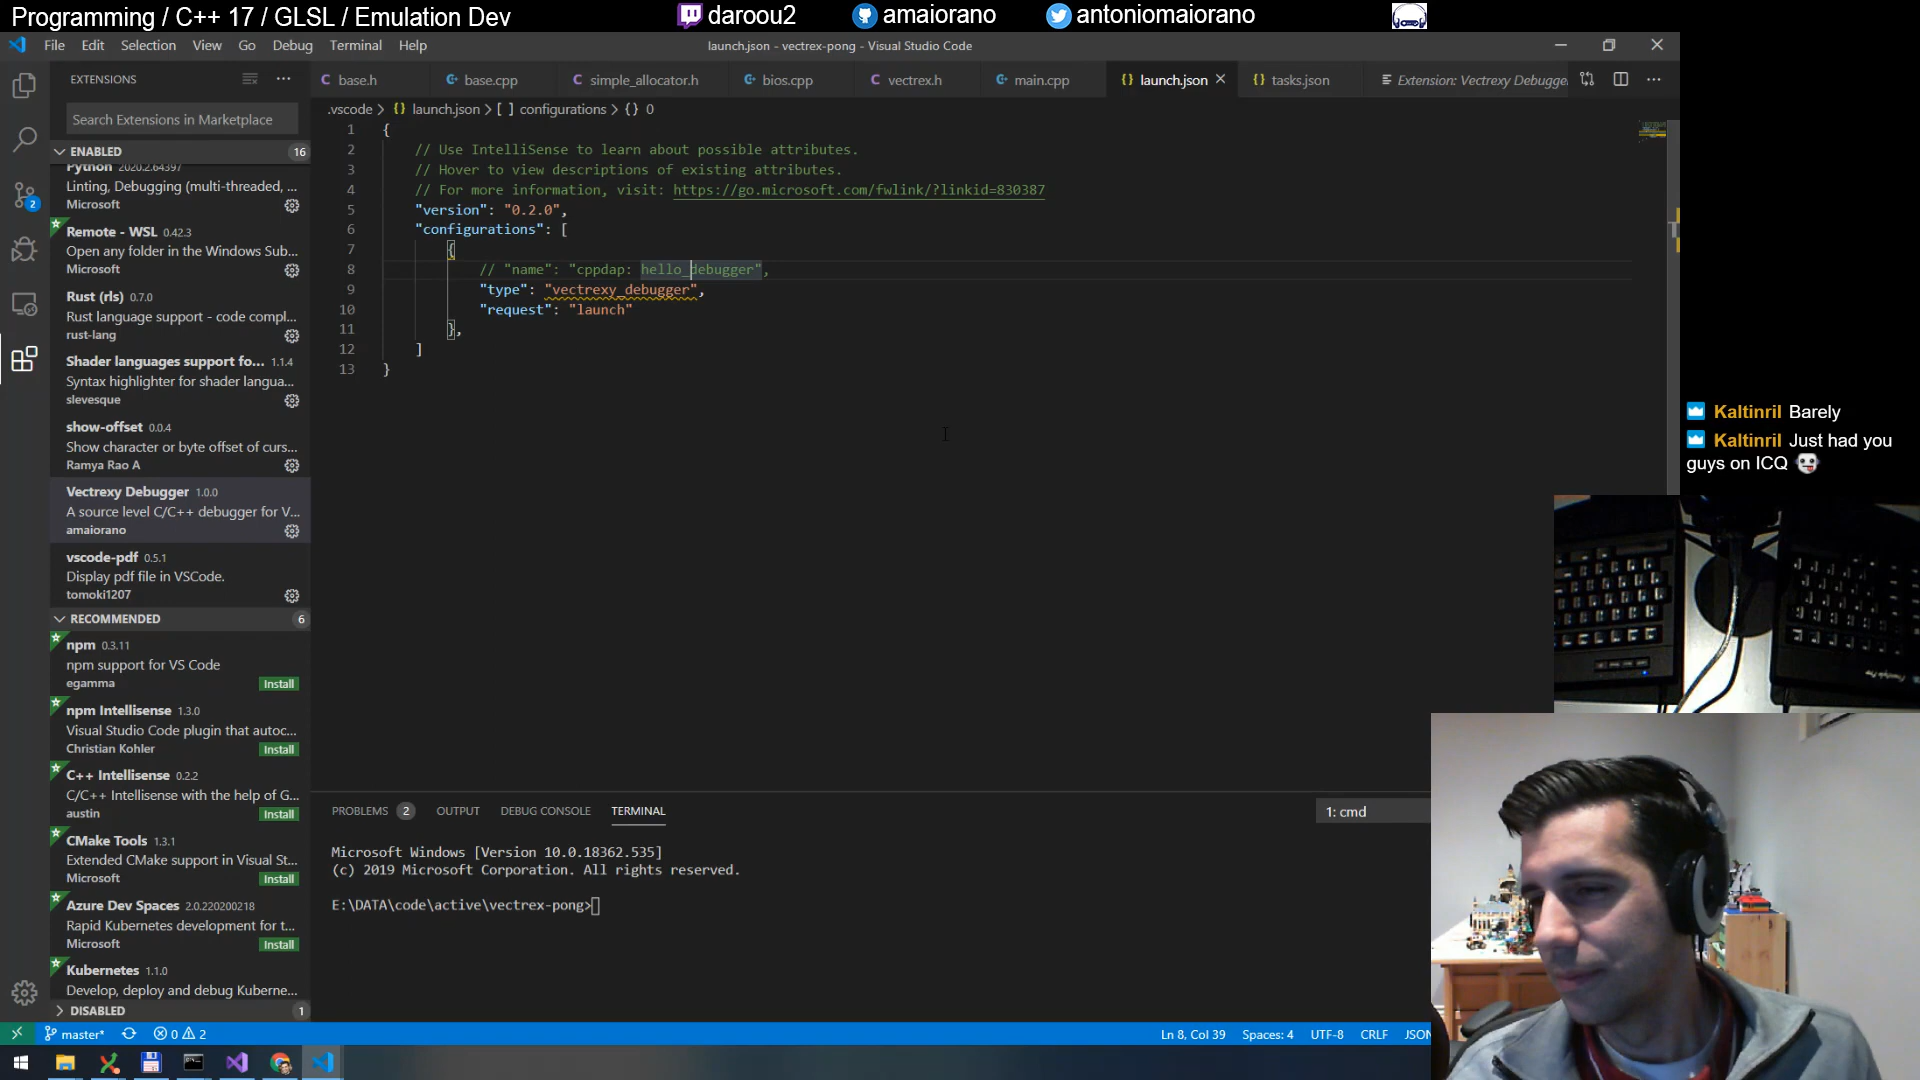 Programming / C++ 17 / GLSL / Emulation Dev
daroou2
amaiorano
antoniomaiorano
File Edit Selection View Go Debug Terminal Help
launch.json - vectrex-pong - Visual Studio Code
EXTENSIONS
base.h
base.cpp
simple_allocator.h
bios.cpp
vectrex.h
main.cpp
launch.json
tasks.json
Extension: Vectrexy Debugge
Search Extensions in Marketplace
.vscode > {} launch.json > [ ] configurations > {} 0
ENABLED 16
Python 2020.2.64397
Linting, Debugging (multi-threaded, ...
Microsoft
Remote - WSL 0.42.3
Open any folder in the Windows Sub...
Microsoft
Rust (rls) 0.7.0
Rust language support - code compl...
rust-lang
Shader languages support fo... 1.1.4
Syntax highlighter for shader langua...
slevesque
show-offset 0.0.4
Show character or byte offset of curs...
Ramya Rao A
Vectrexy Debugger 1.0.0
A source level C/C++ debugger for V...
amaiorano
vscode-pdf 0.5.1
Display pdf file in VSCode.
tomoki1207
RECOMMENDED 6
npm 0.3.11
npm support for VS Code
egamma Install
npm Intellisense 1.3.0
Visual Studio Code plugin that autoc...
Christian Kohler Install
C++ Intellisense 0.2.2
C/C++ Intellisense with the help of G...
austin Install
CMake Tools 1.3.1
Extended CMake support in Visual St...
Microsoft Install
Azure Dev Spaces 2.0.220200218
Rapid Kubernetes development for t...
Microsoft Install
Kubernetes 1.1.0
Develop, deploy and debug Kuberne...
DISABLED 1
1 {
2 // Use IntelliSense to learn about possible attributes.
3 // Hover to view descriptions of existing attributes.
4 // For more information, visit: https://go.microsoft.com/fwlink/?linkid=830387
5 "version": "0.2.0",
6 "configurations": [
7 {
8 // "name": "cppdap: hello_debugger",
9 "type": "vectrexy_debugger",
10 "request": "launch"
11 },
12 ]
13 }
Kaltinril Barely
Kaltinril Just had you
guys on ICQ
PROBLEMS 2 OUTPUT DEBUG CONSOLE TERMINAL
1: cmd
Microsoft Windows [Version 10.0.18362.535]
(c) 2019 Microsoft Corporation. All rights reserved.
E:\DATA\code\active\vectrex-pong>
2
master* 0 2
Ln 8, Col 39 Spaces: 4 UTF-8 CRLF JSON